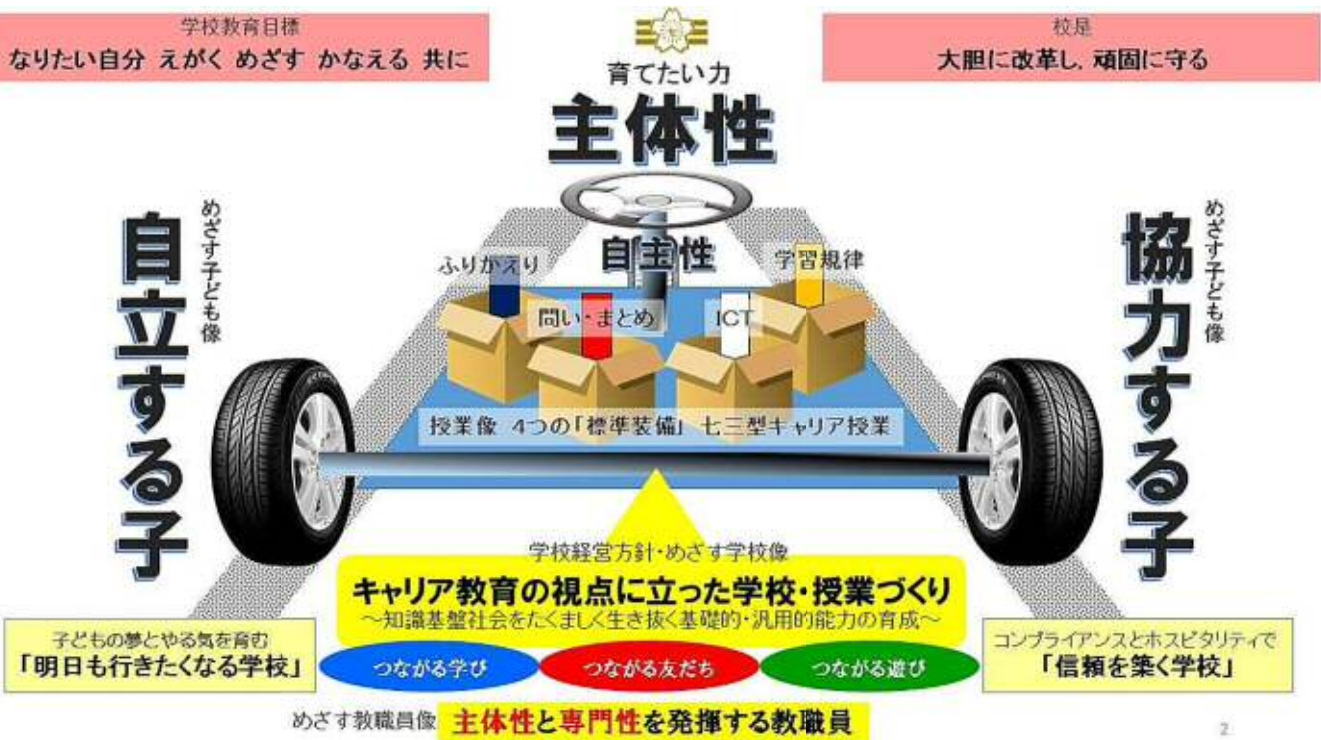 学校教育目標
なりたい自分 えがく めざす かなえる 共に
校是
大胆に改革し、頑固に守る
育てたい力
主体性
めざす子ども像
自立する子
めざす子ども像
協力する子
自主性
ふりかえり
学習規律
問い・まとめ
ICT
授業像 4つの「標準装備」 七三型キャリア授業
学校経営方針・めざす学校像
キャリア教育の視点に立った学校・授業づくり
～知識基盤社会をたくましく生き抜く基礎的・汎用的能力の育成～
子どもの夢とやる気を育む
「明日も行きたくなる学校」
つながる学び
つながる友だち
つながる遊び
コンプライアンスとホスピタリティで
「信頼を築く学校」
めざす教職員像 主体性と専門性を発揮する教職員
2